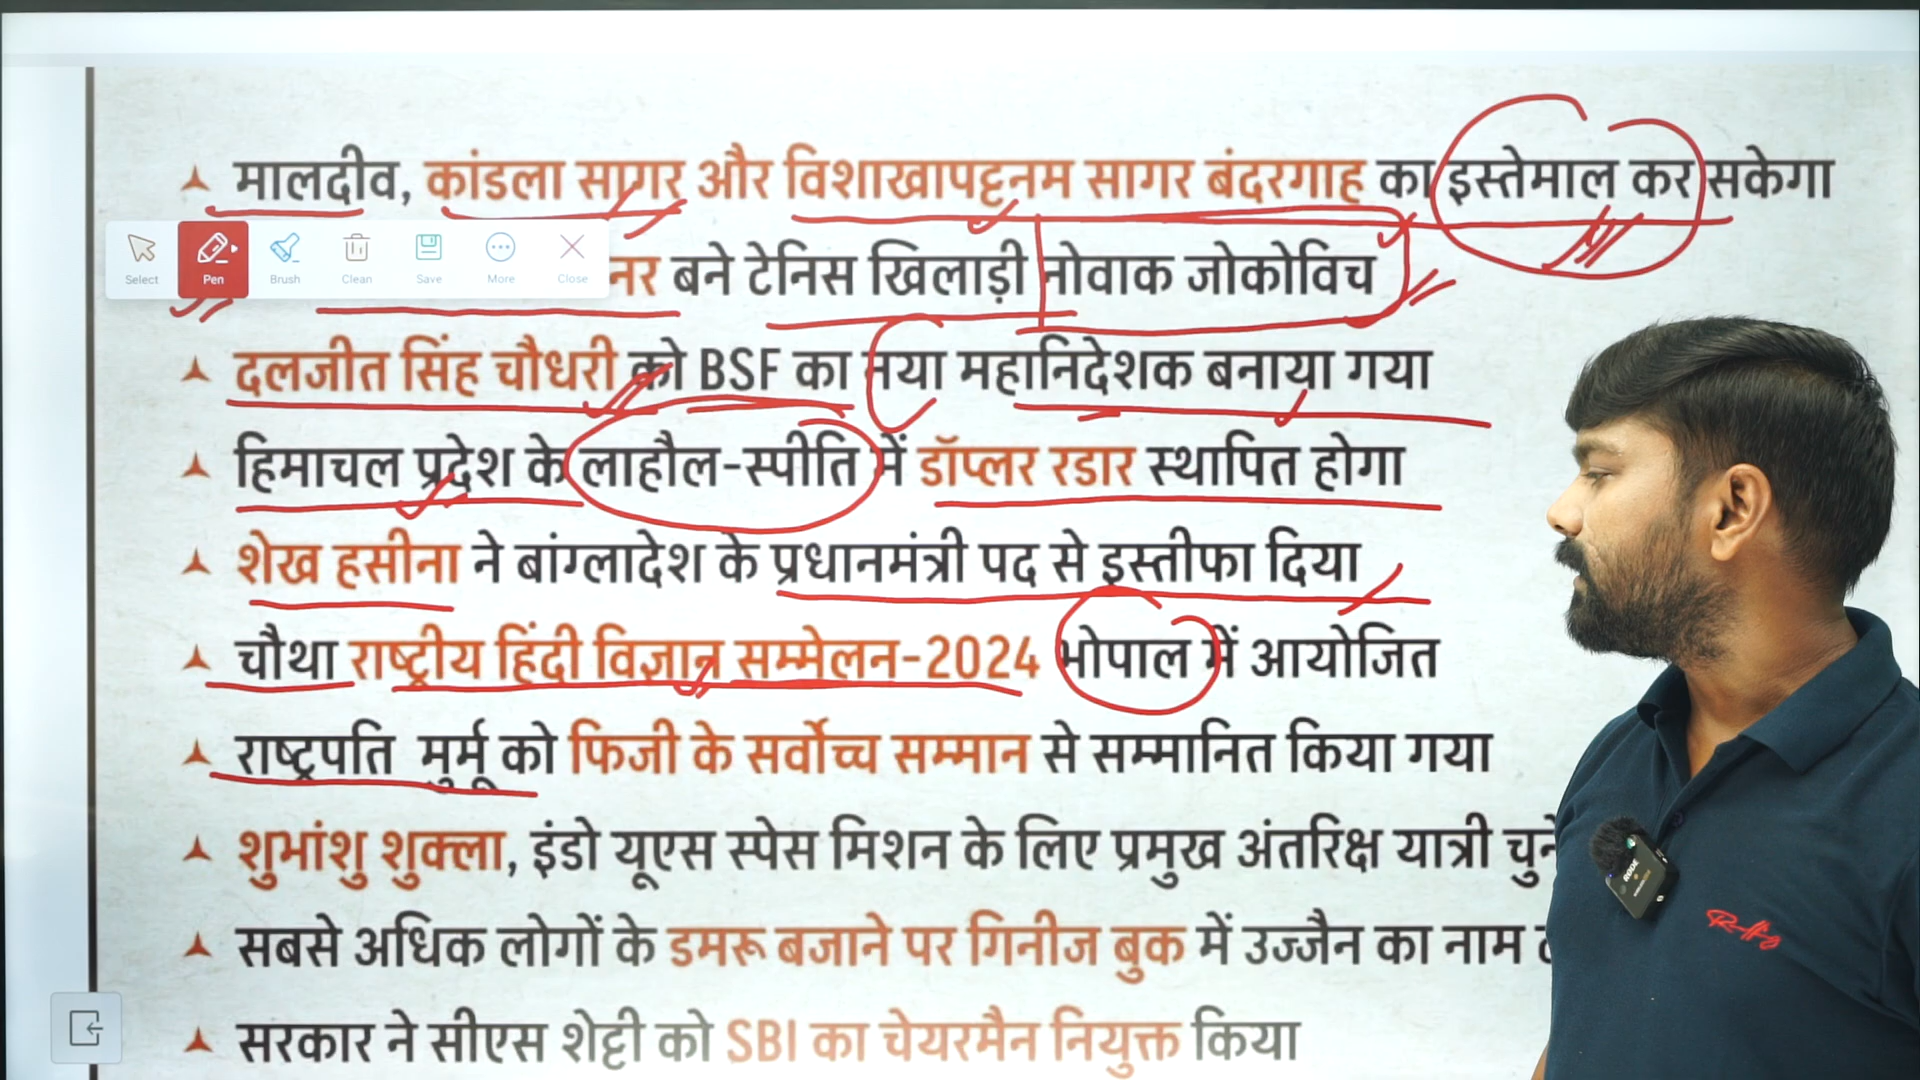 मालदीव, कांडला सागर और विशाखापट्टनम सागर बंदरगाह का इस्तेमाल कर सकेगा
Select Pen Brush Clean Save More Close
नर बने टेनिस खिलाड़ी नोवाक जोकोविच
दलजीत सिंह चौधरी को BSF का नया महानिदेशक बनाया गया
हिमाचल प्रदेश के लाहौल-स्पीति में डॉप्लर रडार स्थापित होगा
शेख हसीना ने बांग्लादेश के प्रधानमंत्री पद से इस्तीफा दिया
चौथा राष्ट्रीय हिंदी विज्ञान सम्मेलन-2024 भोपाल में आयोजित
राष्ट्रपति मुर्मू को फिजी के सर्वोच्च सम्मान से सम्मानित किया गया
शुभांशु शुक्ला, इंडो यूएस स्पेस मिशन के लिए प्रमुख अंतरिक्ष यात्री चुने
RODE
सबसे अधिक लोगों के डमरू बजाने पर गिनीज बुक में उज्जैन का नाम
सरकार ने सीएस शेट्टी को SBI का चेयरमैन नियुक्त किया